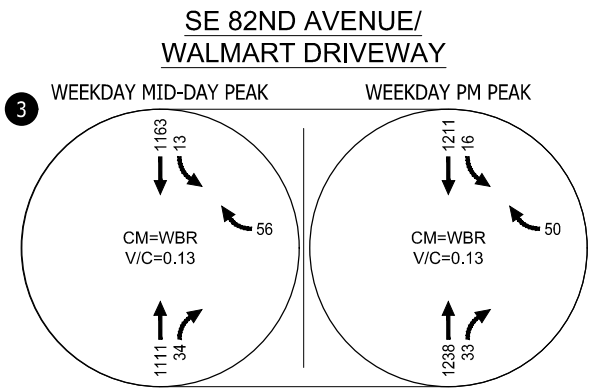 SE 82ND AVENUE/
WALMART DRIVEWAY
3
WEEKDAY MID-DAY PEAK
1163
13
56
CM=WBR
V/C=0.13
1111
34
WEEKDAY PM PEAK
1211
16
50
CM=WBR
V/C=0.13
1238
33